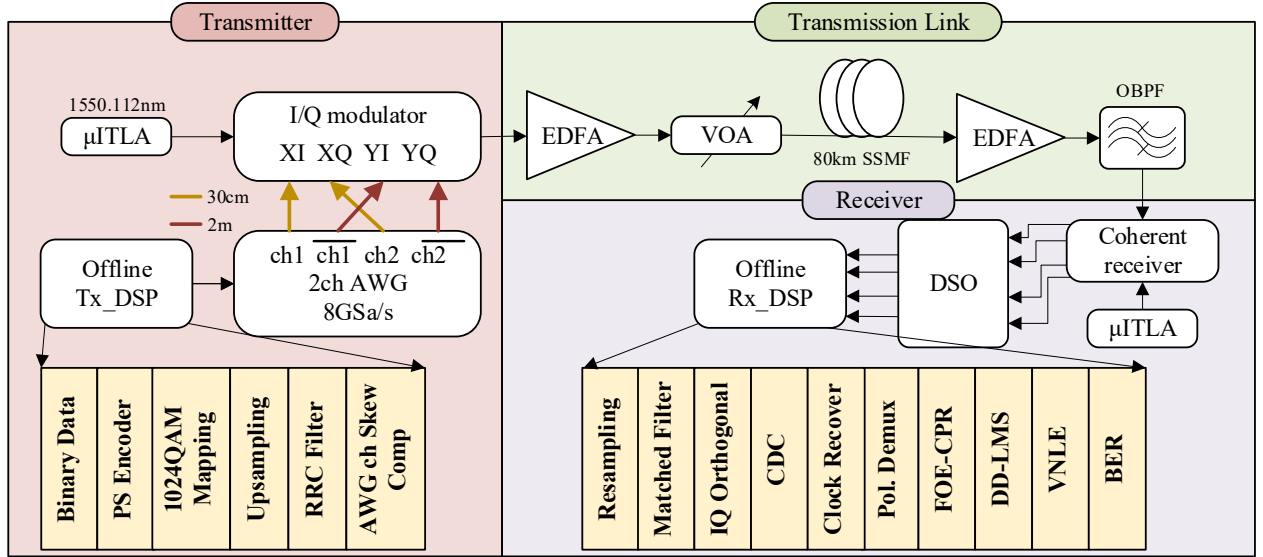 Transmitter
Transmission Link
1550.112nm
μITLA
I/Q modulator
XI XQ YI YQ
30cm
2m
ch1 ch1 ch2 ch2
2ch AWG
8GSa/s
Offline
Tx_DSP
Binary Data
PS Encoder
1024QAM
Mapping
Upsampling
RRC Filter
AWG ch Skew
Comp
EDFA
VOA
80km SSMF
EDFA
OBPF
Receiver
Coherent
receiver
μITLA
DSO
Offline
Rx_DSP
Resampling
Matched Filter
IQ Orthogonal
CDC
Clock Recover
Pol. Demux
FOE-CPR
DD-LMS
VNLE
BER